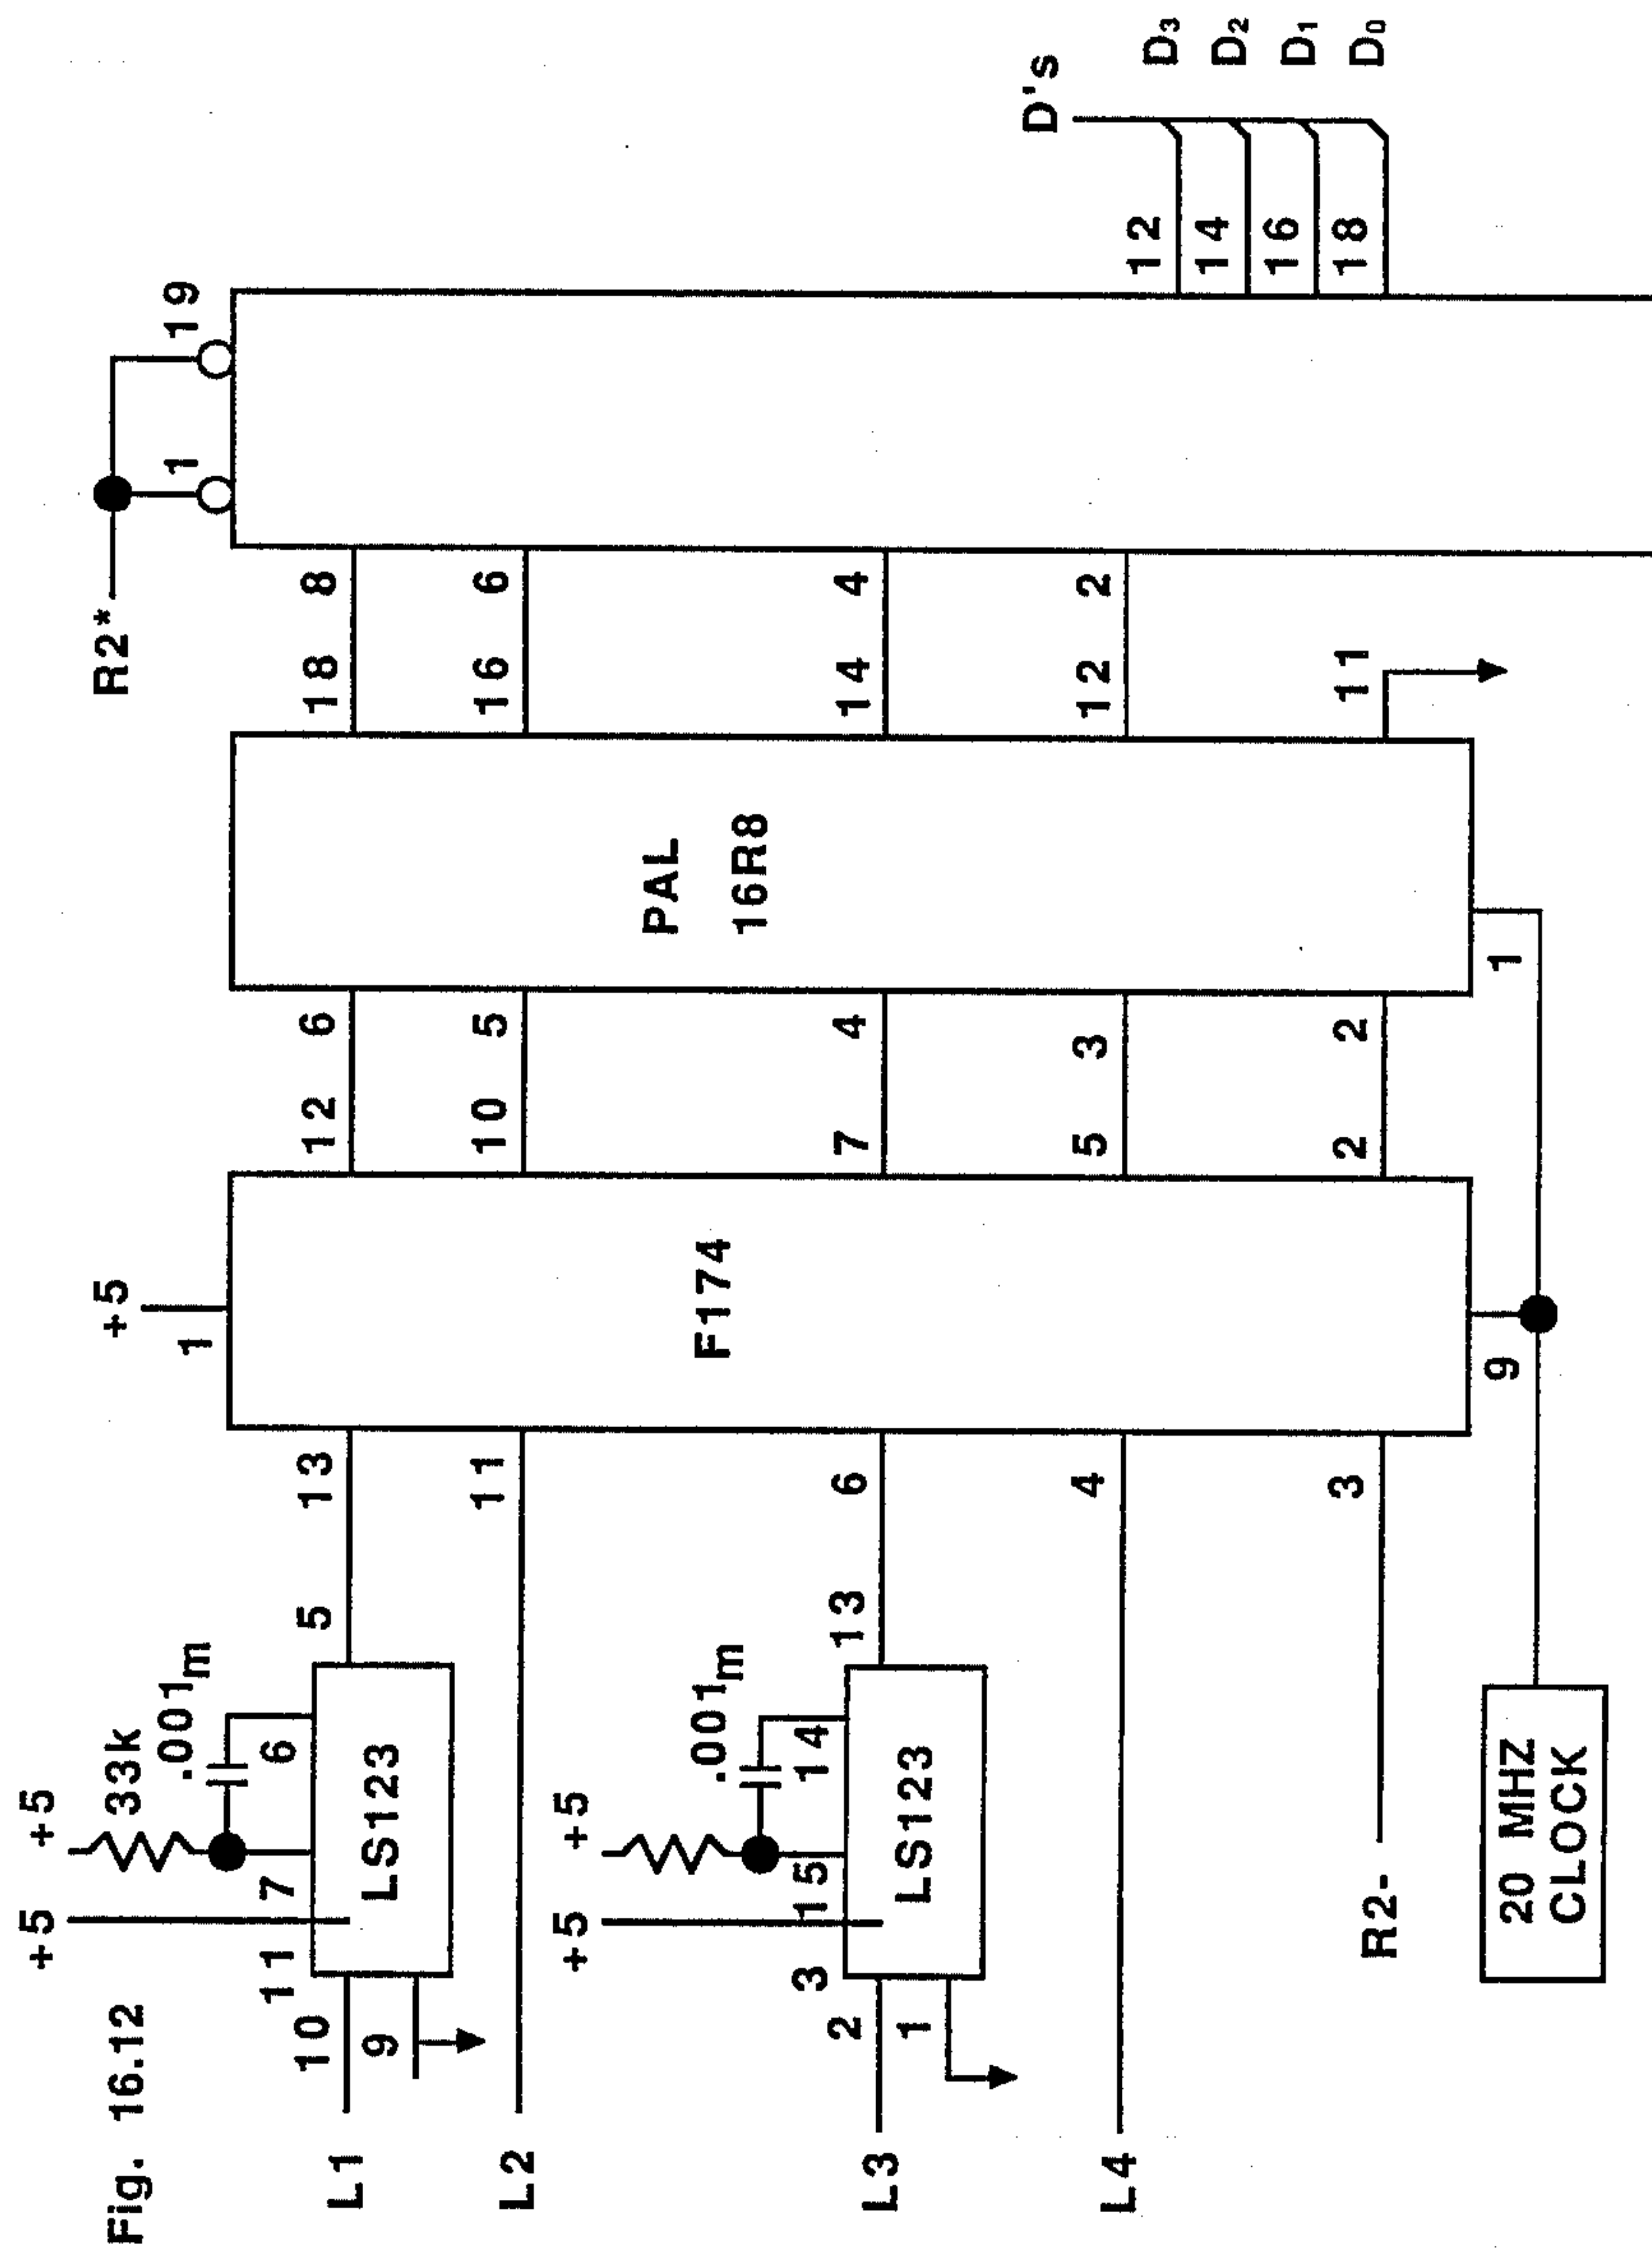 Fig. 16.12
+5
+5
33k
.001m
7
6
11
10
9
LS123
5
13
L1
L2
11
+5
+5
.001m
15
14
3
2
1
LS123
13
6
L3
L4
4
R2-
3
20 MHZ
CLOCK
+5
1
F174
9
12
6
10
5
7
4
5
3
2
2
PAL
16R8
1
18
8
16
6
14
4
12
2
11
R2*
1
19
D's
12
D3
14
D2
16
D1
18
D0